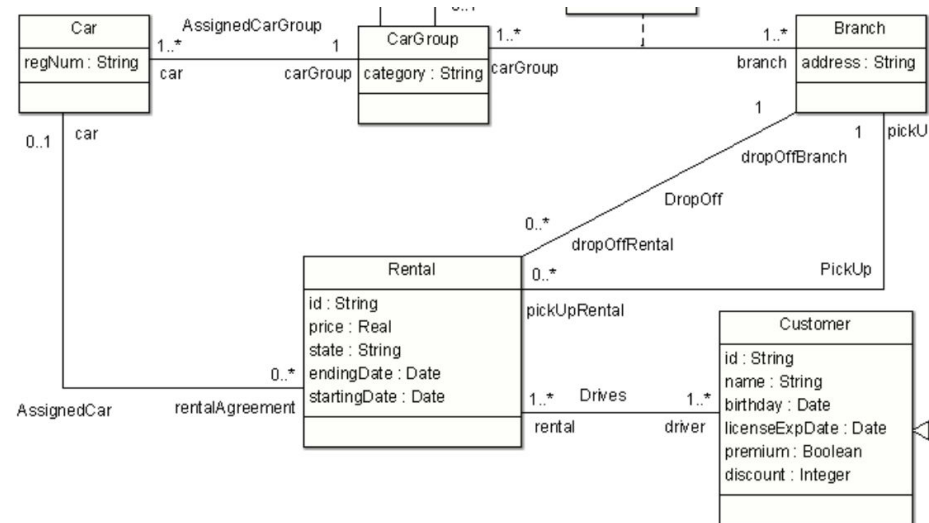 Car
AssignedCarGroup
0..1
CarGroup
Branch
1..*
1
1..*
1..*
regNum : String
car
carGroup
category : String
carGroup
branch
address : String
0..1
car
1
1
pickU
dropOffBranch
DropOff
0..*
dropOffRental
Rental
0..*
PickUp
pickUpRental
id : String
price : Real
state : String
endingDate : Date
startingDate : Date
Customer
id : String
name : String
birthday : Date
licenseExpDate : Date
premium : Boolean
discount : Integer
0..*
AssignedCar
rentalAgreement
1..*
Drives
1..*
rental
driver